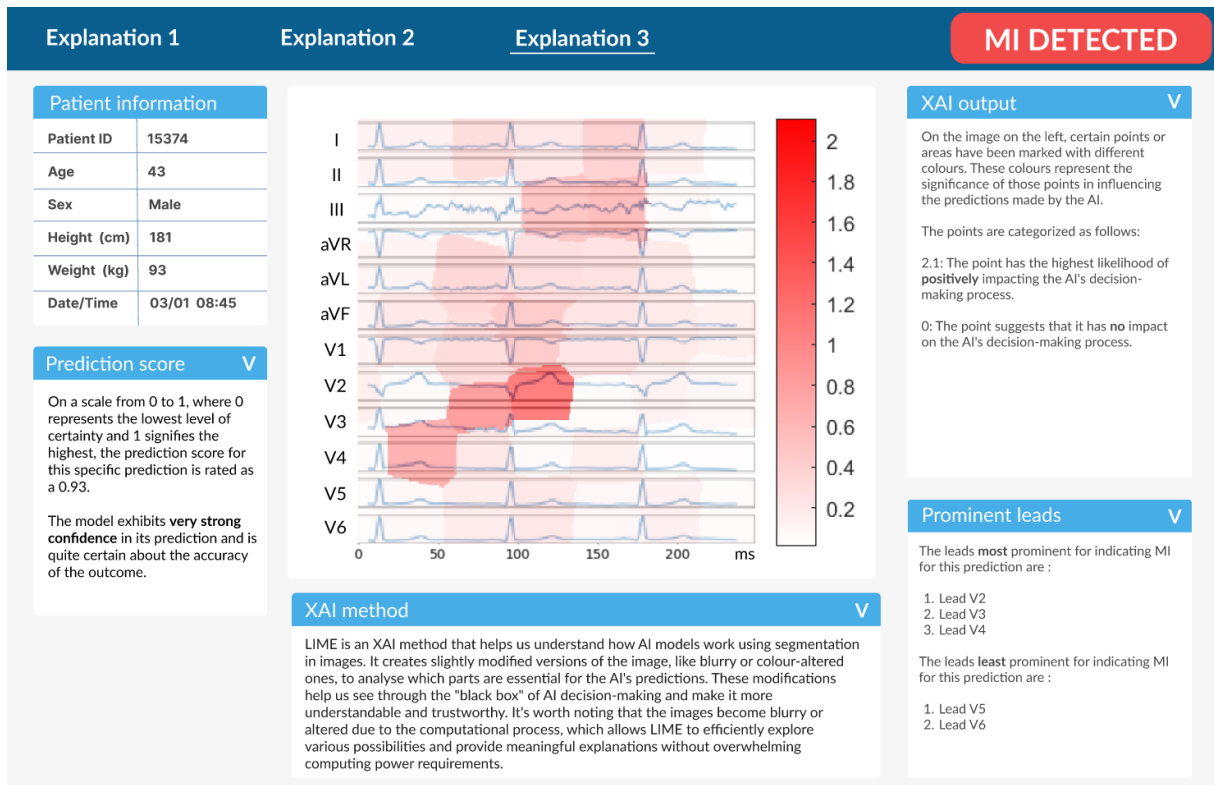 Explanation 1
Explanation 2
Explanation 3
MI DETECTED
Patient information
Patient ID 15374
Age 43
Sex Male
Height (cm) 181
Weight (kg) 93
Date/Time 03/01 08:45
Prediction score V
On a scale from 0 to 1, where 0
represents the lowest level of
certainty and 1 signifies the
highest, the prediction score for
this specific prediction is rated as
a 0.93.
The model exhibits very strong
confidence in its prediction and is
quite certain about the accuracy
of the outcome.
I
II
III
aVR
aVL
aVF
V1
V2
V3
V4
V5
V6
0 50 100 150 200 ms
2
1.8
1.6
1.4
1.2
1
0.8
0.6
0.4
0.2
XAI method V
LIME is an XAI method that helps us understand how AI models work using segmentation
in images. It creates slightly modified versions of the image, like blurry or colour-altered
ones, to analyse which parts are essential for the AI's predictions. These modifications
help us see through the "black box" of AI decision-making and make it more
understandable and trustworthy. It's worth noting that the images become blurry or
altered due to the computational process, which allows LIME to efficiently explore
various possibilities and provide meaningful explanations without overwhelming
computing power requirements.
XAI output V
On the image on the left, certain points or
areas have been marked with different
colours. These colours represent the
significance of those points in influencing
the predictions made by the AI.
The points are categorized as follows:
2.1: The point has the highest likelihood of
positively impacting the AI's decision-
making process.
0: The point suggests that it has no impact
on the AI's decision-making process.
Prominent leads V
The leads most prominent for indicating MI
for this prediction are :
1. Lead V2
2. Lead V3
3. Lead V4
The leads least prominent for indicating MI
for this prediction are :
1. Lead V5
2. Lead V6